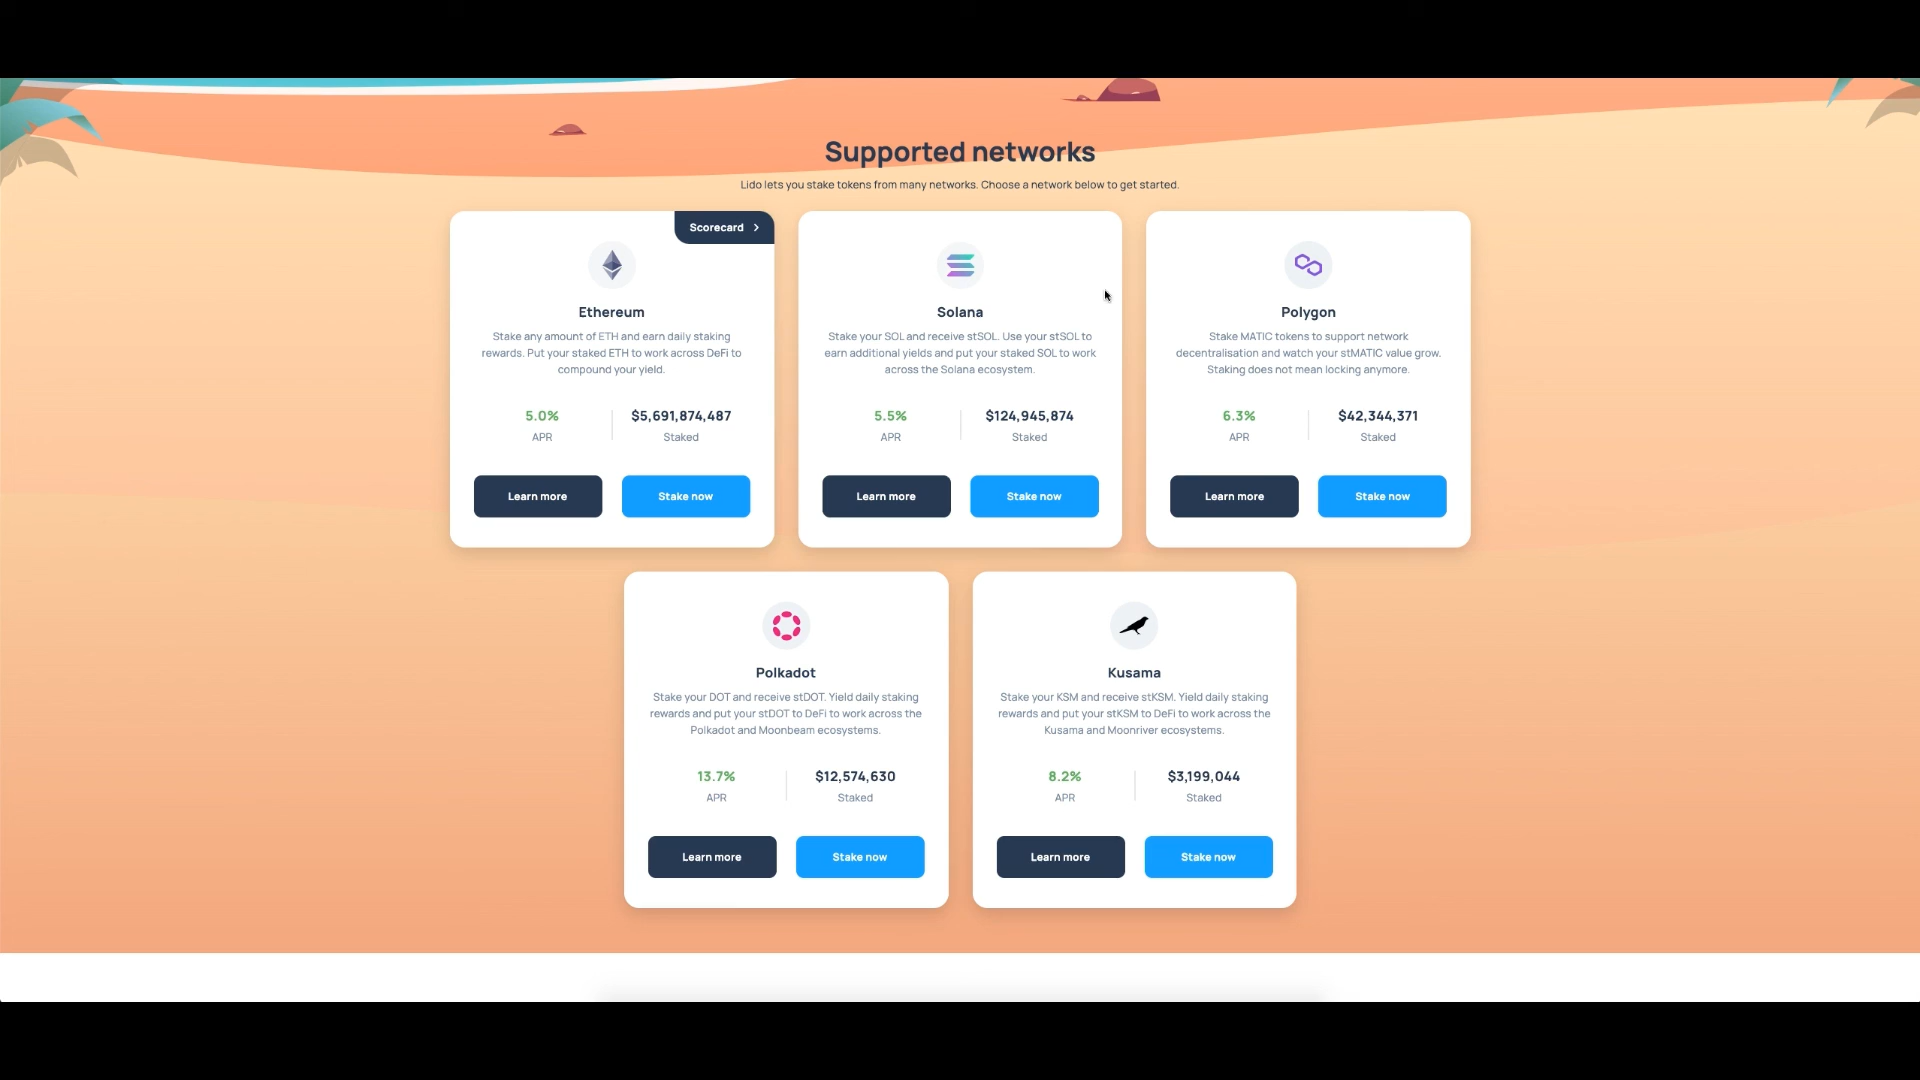 Supported networks
Lido lets you stake tokens from many networks. Choose a network below to get started.
Scorecard
Ethereum
Stake any amount of ETH and earn daily staking
rewards. Put your staked ETH to work across DeFi to
compound your yield.
5.0%
APR
$5,691,874,487
Staked
Learn more
Stake now
Solana
Stake your SOL and receive stSOL. Use your stSOL to
earn additional yields and put your staked SOL to work
across the Solana ecosystem.
5.5%
APR
$124,945,874
Staked
Learn more
Stake now
Polygon
Stake MATIC tokens to support network
decentralisation and watch your stMATIC value grow.
Staking does not mean locking anymore.
6.3%
APR
$42,344,371
Staked
Learn more
Stake now
Polkadot
Stake your DOT and receive stDOT. Yield daily staking
rewards and put your stDOT to DeFi to work across the
Polkadot and Moonbeam ecosystems.
13.7%
APR
$12,574,630
Staked
Learn more
Stake now
Kusama
Stake your KSM and receive stKSM. Yield daily staking
rewards and put your stKSM to DeFi to work across the
Kusama and Moonriver ecosystems.
8.2%
APR
$3,199,044
Staked
Learn more
Stake now